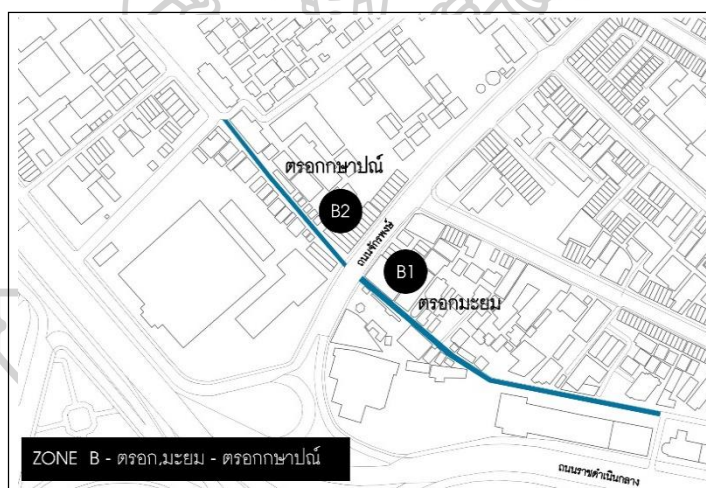 ตรอกกษาปณ์
B2
ถนนจักรพงษ์
B1
ตรอกมะยม
ZONE B - ตรอก,มะยม - ตรอกกษาปณ์
ถนนราชดำเนินกลาง